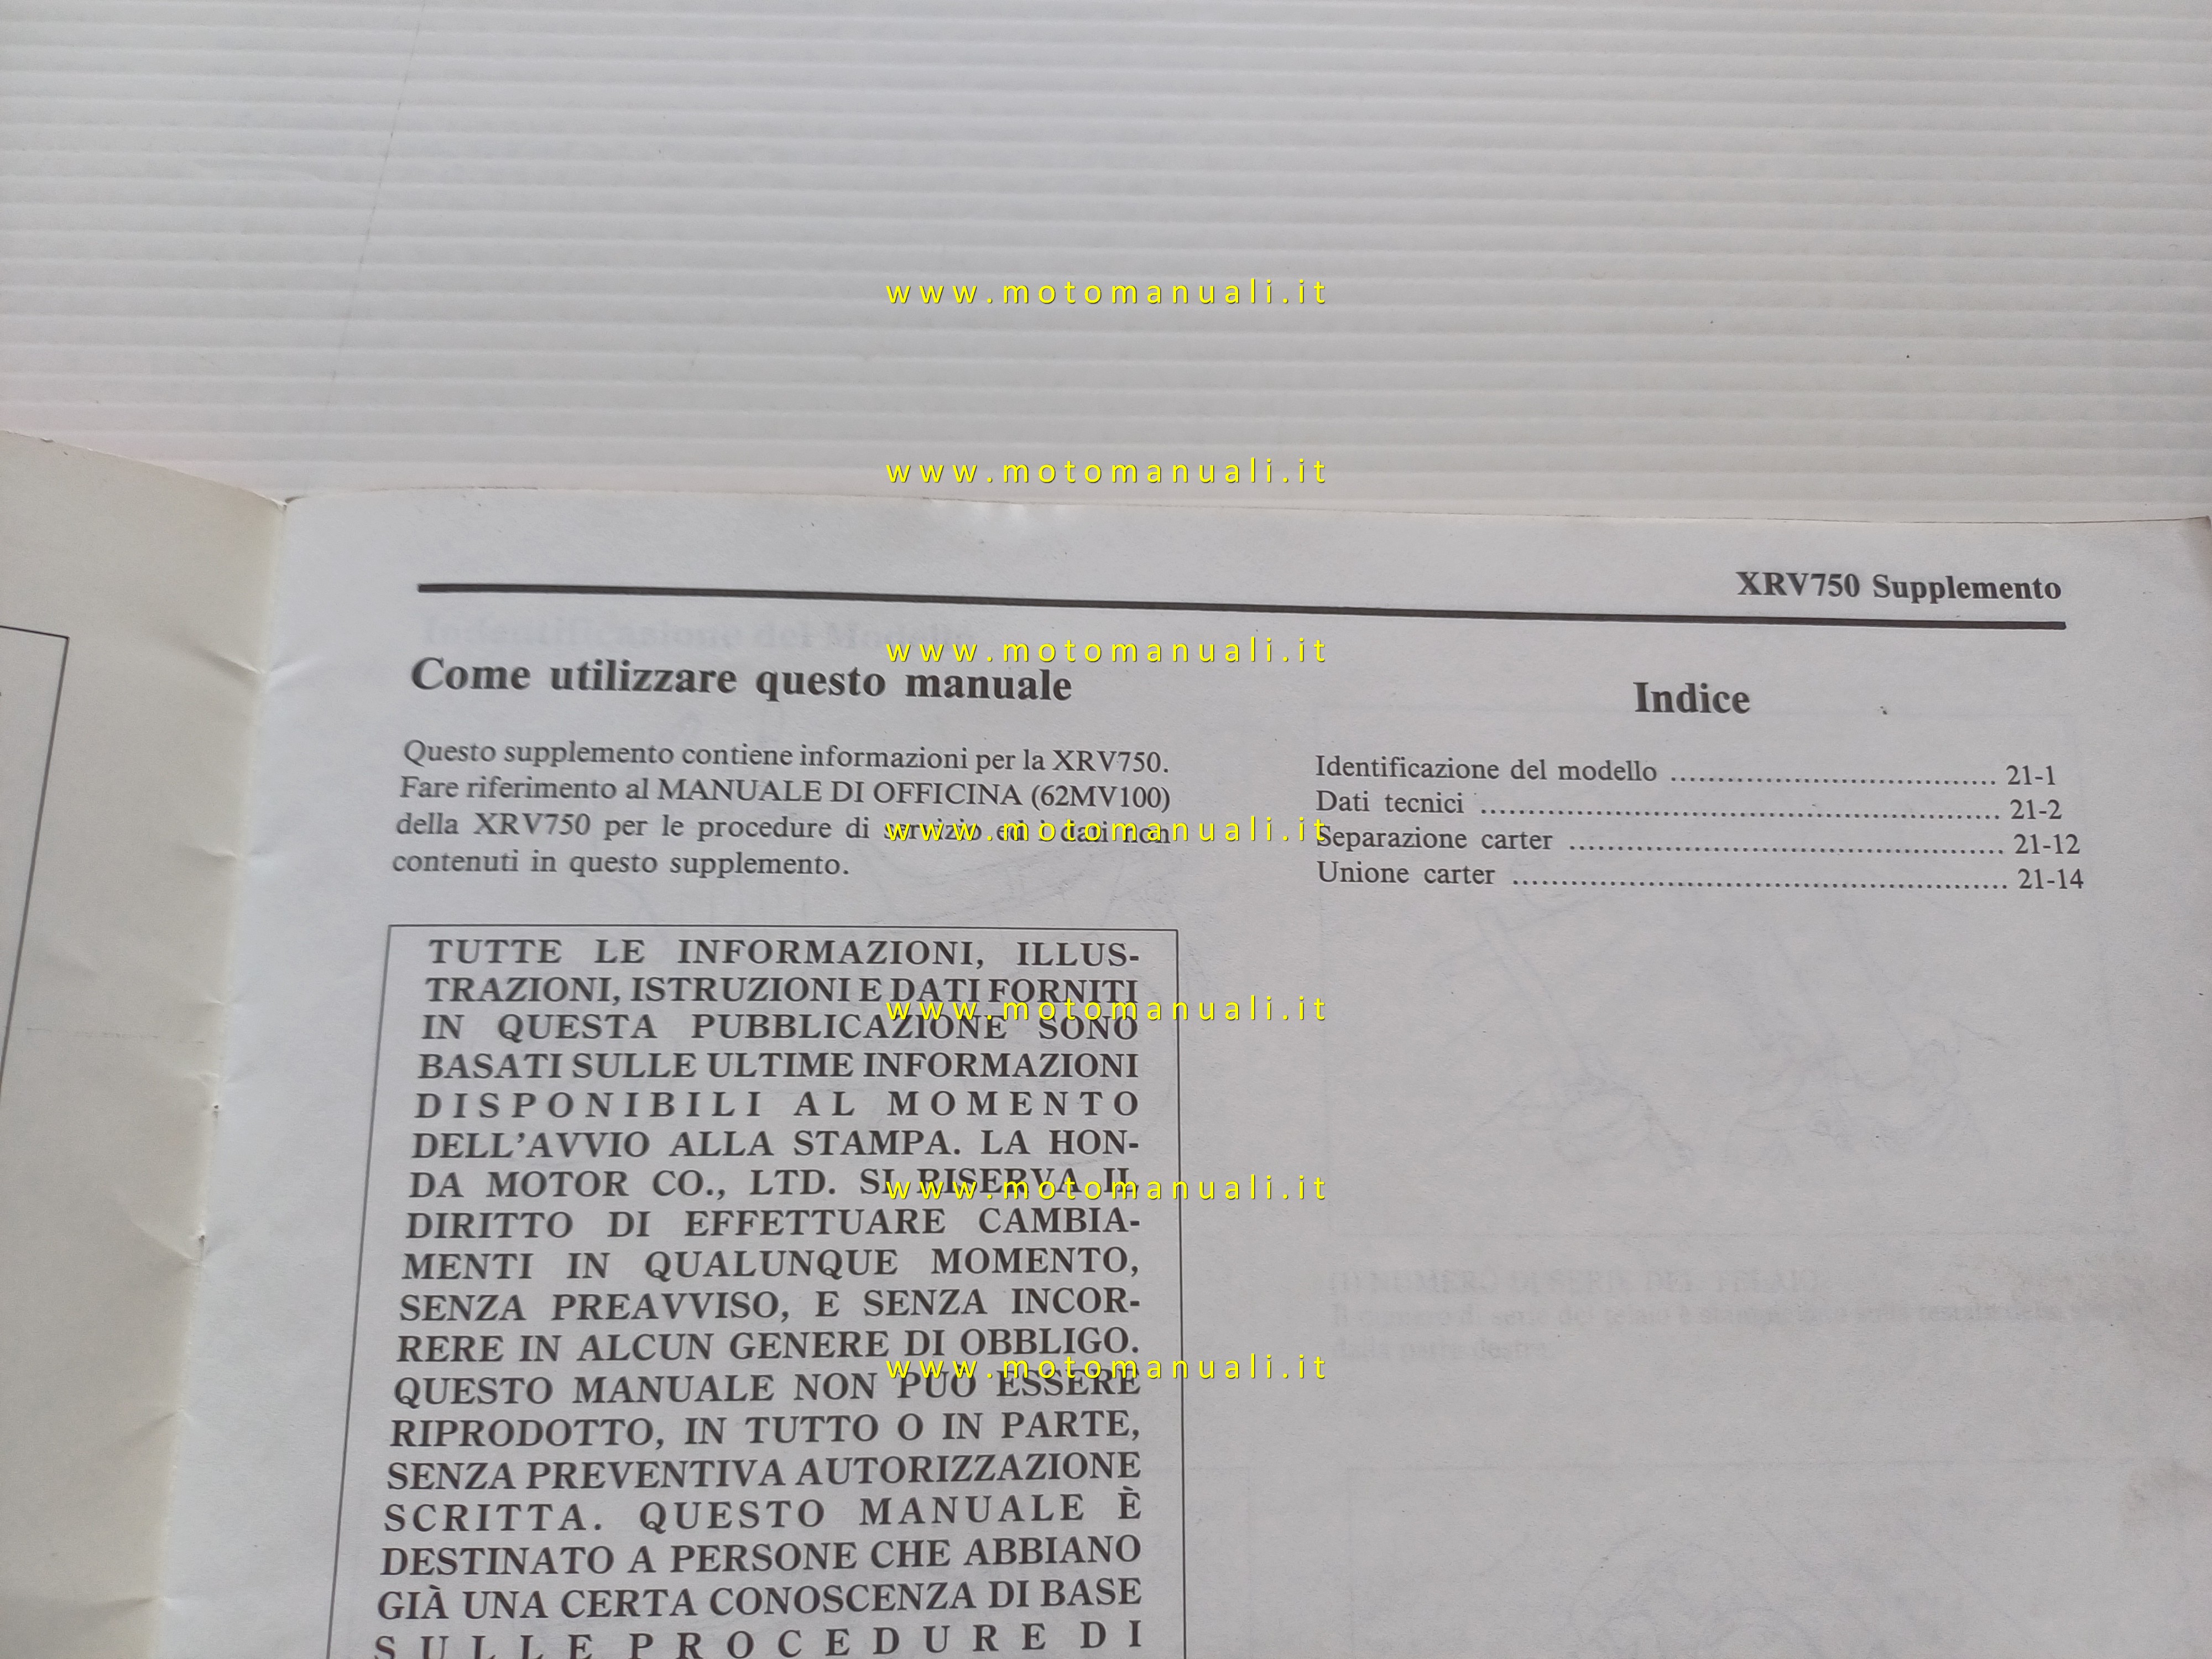 www.motomanuali.it
www.motomanuali.it
XRV750 Supplemento
www.motomanuali.it
Come utilizzare questo manuale
Questo supplemento contiene informazioni per la XRV750.
Fare riferimento al MANUALE DI OFFICINA (62MV100)
della XRV750 per le procedure di servizio ed i dati non
www.motomanuali.it
contenuti in questo supplemento.
TUTTE LE INFORMAZIONI, ILLUS-
TRAZIONI, ISTRUZIONI E DATI FORNITI
www.motomanuali.it
IN QUESTA PUBBLICAZIONE SONO
BASATI SULLE ULTIME INFORMAZIONI
DISPONIBILI AL MOMENTO
DELL'AVVIO ALLA STAMPA. LA HON-
DA MOTOR CO., LTD. SI RISERVA IL
www.motomanuali.it
DIRITTO DI EFFETTUARE CAMBIA-
MENTI IN QUALUNQUE MOMENTO,
SENZA PREAVVISO, E SENZA INCOR-
RERE IN ALCUN GENERE DI OBBLIGO.
www.motomanuali.it
QUESTO MANUALE NON PUO ESSERE
RIPRODOTTO, IN TUTTO O IN PARTE,
SENZA PREVENTIVA AUTORIZZAZIONE
SCRITTA. QUESTO MANUALE È
DESTINATO A PERSONE CHE ABBIANO
GIÀ UNA CERTA CONOSCENZA DI BASE
SULLE PROCEDURE DI
Indice
Identificazione del modello .................................. 21-1
Dati tecnici ...................................................... 21-2
Separazione carter ............................................. 21-12
Unione carter ................................................... 21-14